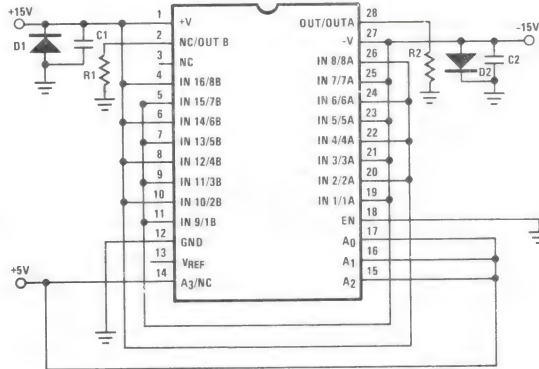 +15V
D1
C1
R1
1 +V
2 NC/OUT B
3 NC
4 IN 16/8B
5 IN 15/7B
6 IN 14/6B
7 IN 13/5B
8 IN 12/4B
9 IN 11/3B
10 IN 10/2B
11 IN 9/1B
12 GND
13 VREF
14 A3/NC
+5V
OUT/OUTA 28
-V 27
IN 8/8A 26
IN 7/7A 25
IN 6/6A 24
IN 5/5A 23
IN 4/4A 22
IN 3/3A 21
IN 2/2A 20
IN 1/1A 19
EN 18
A0 17
A1 16
A2 15
R2
D2
C2
-15V